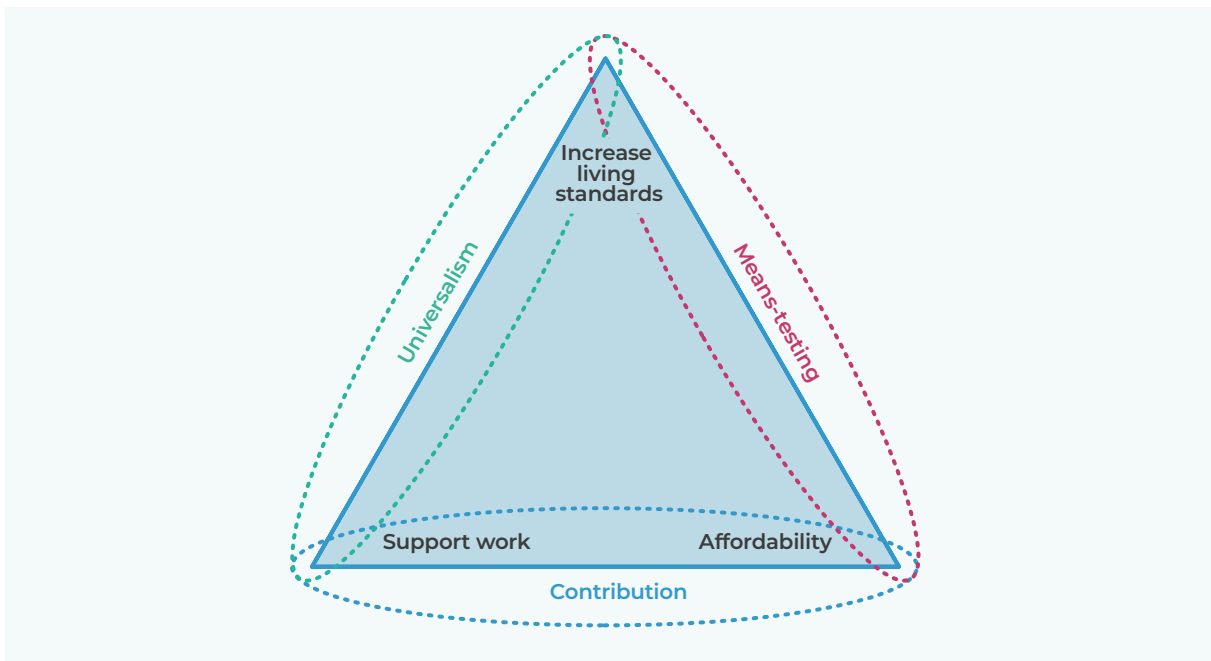 Increase
living
standards
Universalism
Means-testing
Support work
Affordability
Contribution